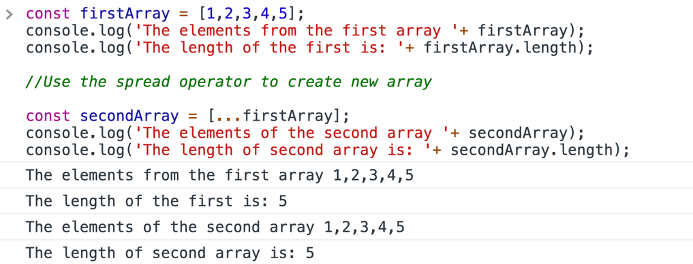 const firstArray = [1,2,3,4,5];
console.log('The elements from the first array '+ firstArray);
console.log('The length of the first is: '+ firstArray.length);
//Use the spread operator to create new array
const secondArray = [...firstArray];
console.log('The elements of the second array '+ secondArray);
console.log('The length of second array is: '+ secondArray.length);
The elements from the first array 1,2,3,4,5
The length of the first is: 5
The elements of the second array 1,2,3,4,5
The length of second array is: 5